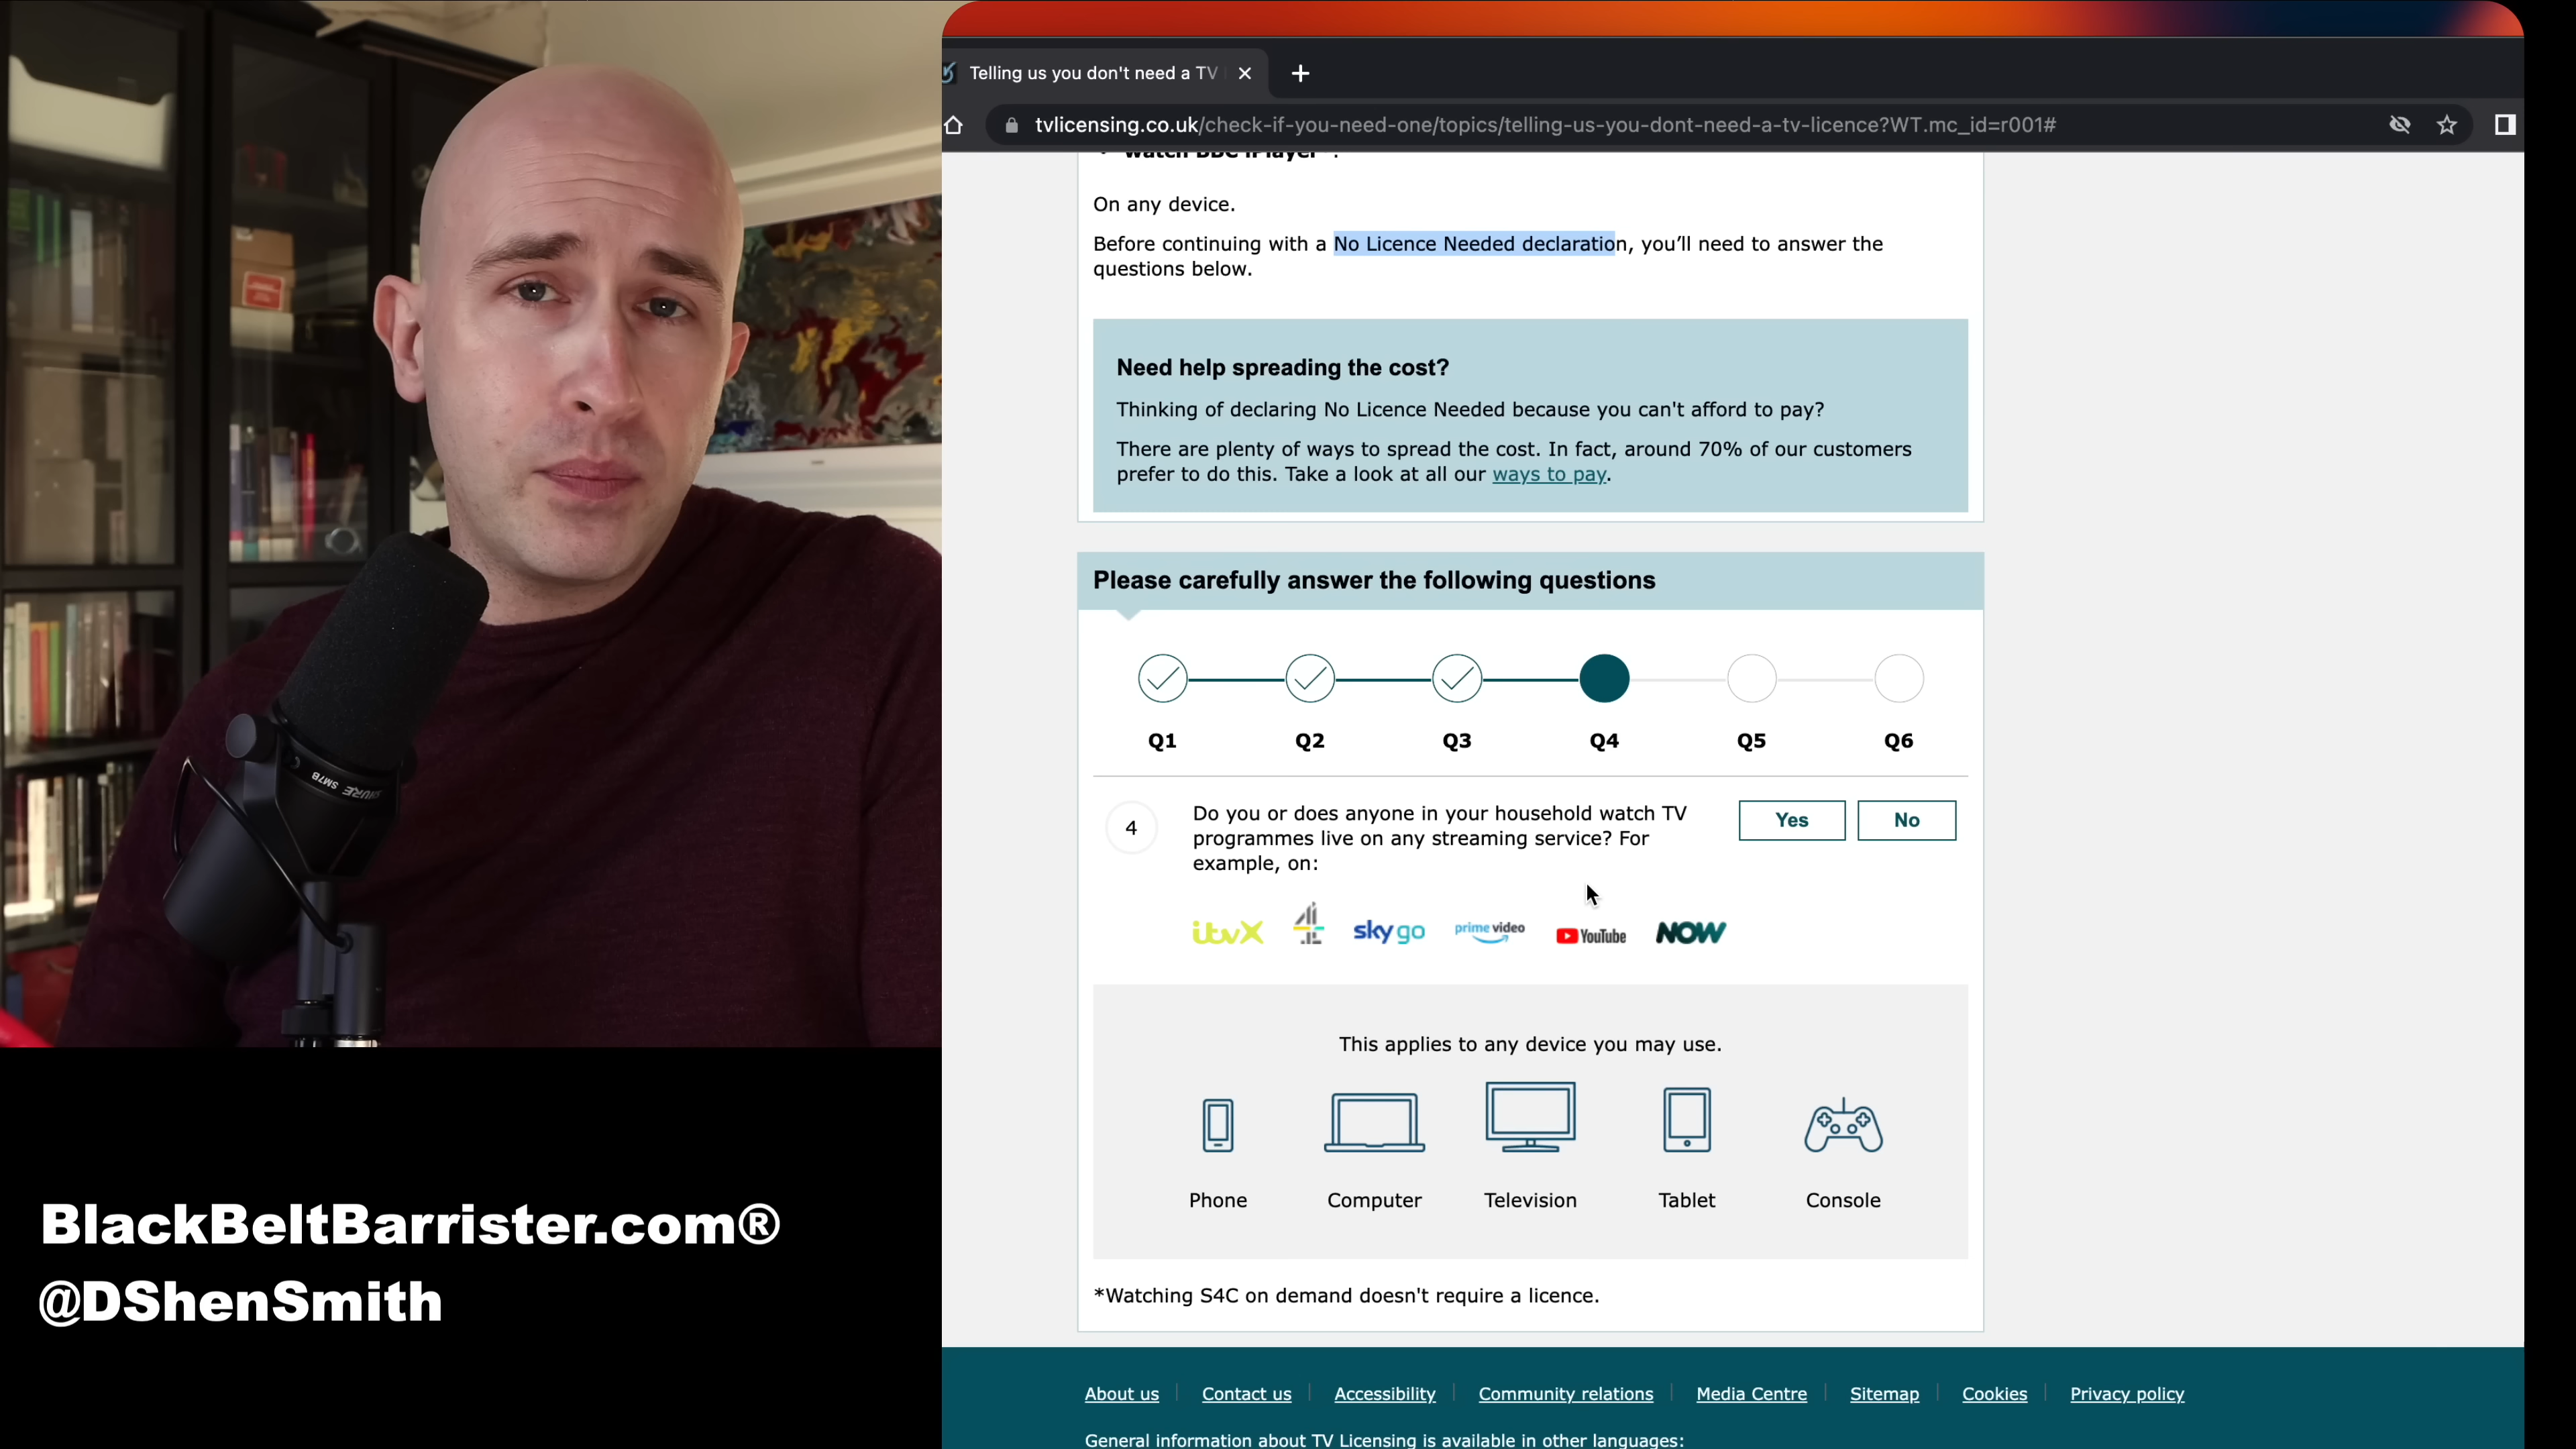 Telling us you don't need a TV
tvlicensing.co.uk/check-if-you-need-one/topics/telling-us-you-dont-need-a-tv-licence?WT.mc_id=r001#
Watch BBC iPlayer*.
On any device.
Before continuing with a No Licence Needed declaration, you’ll need to answer the
questions below.
Need help spreading the cost?
Thinking of declaring No Licence Needed because you can't afford to pay?
There are plenty of ways to spread the cost. In fact, around 70% of our customers
prefer to do this. Take a look at all our ways to pay.
Please carefully answer the following questions
Q1 Q2 Q3 Q4 Q5 Q6
4
Do you or does anyone in your household watch TV
programmes live on any streaming service? For
example, on:
Yes No
itvX 4 sky go prime video YouTube NOW
This applies to any device you may use.
Phone Computer Television Tablet Console
*Watching S4C on demand doesn't require a licence.
About us Contact us Accessibility Community relations Media Centre Sitemap Cookies Privacy policy
General information about TV Licensing is available in other languages:
SHURE SM7B
BlackBeltBarrister.com®
@DShenSmith